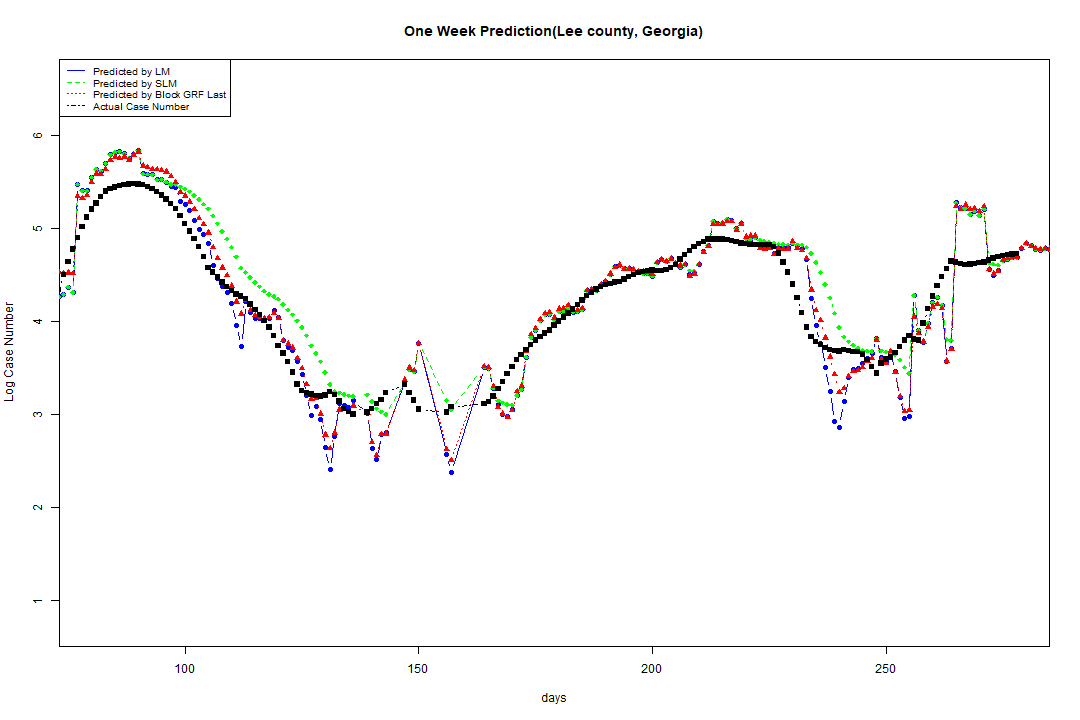 One Week Prediction(Lee county, Georgia)
Predicted by LM
Predicted by SLM
Predicted by Block GRF Last
Actual Case Number
6
5
4
3
2
1
Log Case Number
100 150 200 250
days